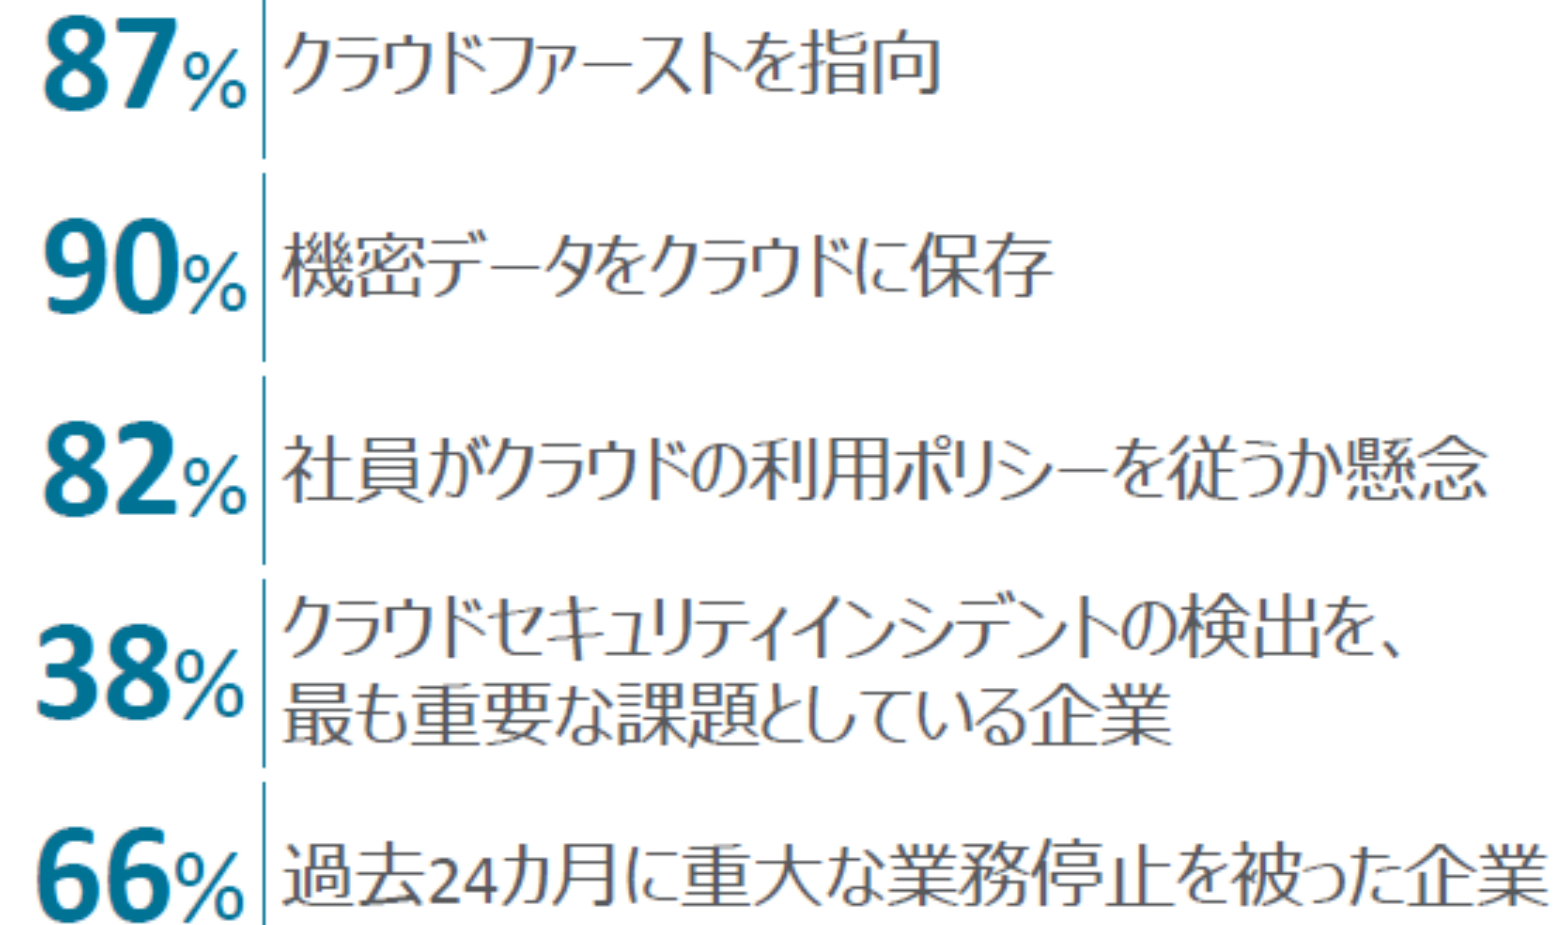 87% クラウドファーストを指向
90% 機密データをクラウドに保存
82% 社員がクラウドの利用ポリシーを従うか懸念
38% クラウドセキュリティインシデントの検出を、
最も重要な課題としている企業
66% 過去24カ月に重大な業務停止を被った企業